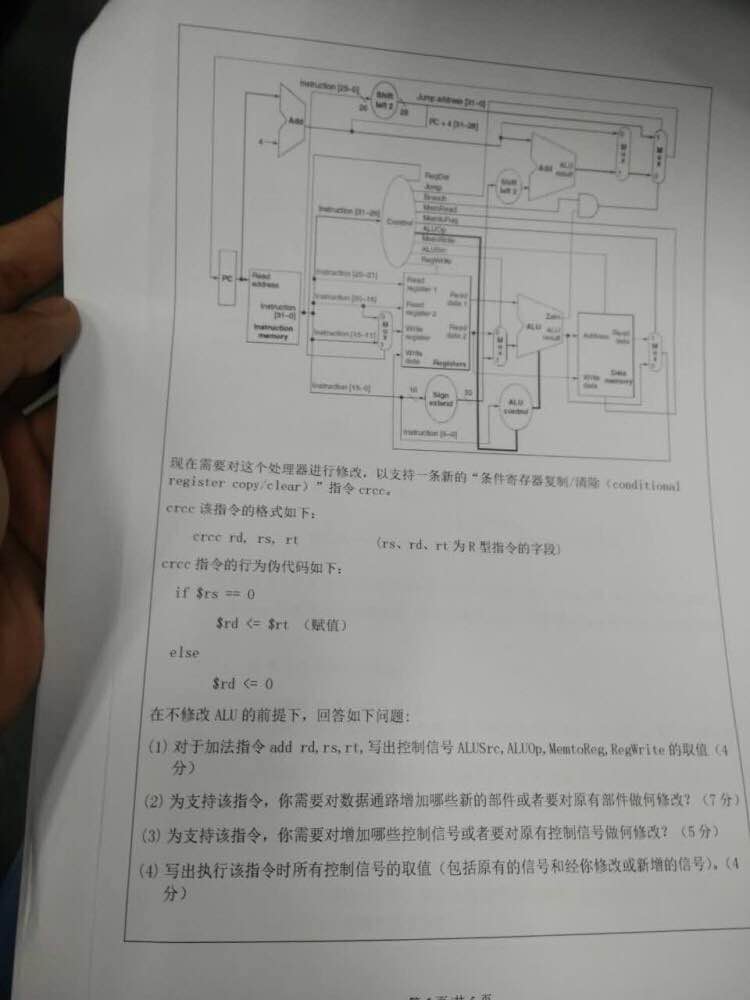 Instruction [25–0]
Shift
left 2
Jump address [31–0]
26
28
PC + 4 [31–28]
Add
4
Add
ALU
result
0
M
u
x
1
1
M
u
x
0
Shift
left 2
RegDst
Jump
Branch
MemRead
MemtoReg
ALUOp
MemWrite
ALUSrc
RegWrite
Instruction [31–26]
Control
PC
Read
address
Instruction
[31–0]
Instruction
memory
Instruction [25–21]
Instruction [20–16]
Instruction [15–11]
0
M
u
x
1
Read
register 1
Read
register 2
Write
register
Write
data
Read
data 1
Read
data 2
Registers
0
M
u
x
1
Zero
ALU
ALU
result
Address
Read
data
Write
data
Data
memory
1
M
u
x
0
Instruction [15–0]
16
Sign
extend
32
ALU
control
Instruction [5–0]
现在需要对这个处理器进行修改，以支持一条新的“条件寄存器复制/清除（conditional
register copy/clear）”指令 crcc。
crcc 该指令的格式如下：
crcc rd, rs, rt （rs、rd、rt 为 R 型指令的字段）
crcc 指令的行为伪代码如下：
if $rs == 0
$rd <= $rt （赋值）
else
$rd <= 0
在不修改 ALU 的前提下，回答如下问题：
（1）对于加法指令 add rd,rs,rt,写出控制信号 ALUSrc,ALUOp,MemtoReg,RegWrite 的取值（4
分）
（2）为支持该指令，你需要对数据通路增加哪些新的部件或者要对原有部件做何修改？（7 分）
（3）为支持该指令，你需要对增加哪些控制信号或者要对原有控制信号做何修改？（5 分）
（4）写出执行该指令时所有控制信号的取值（包括原有的信号和经你修改或新增的信号）。（4
分）